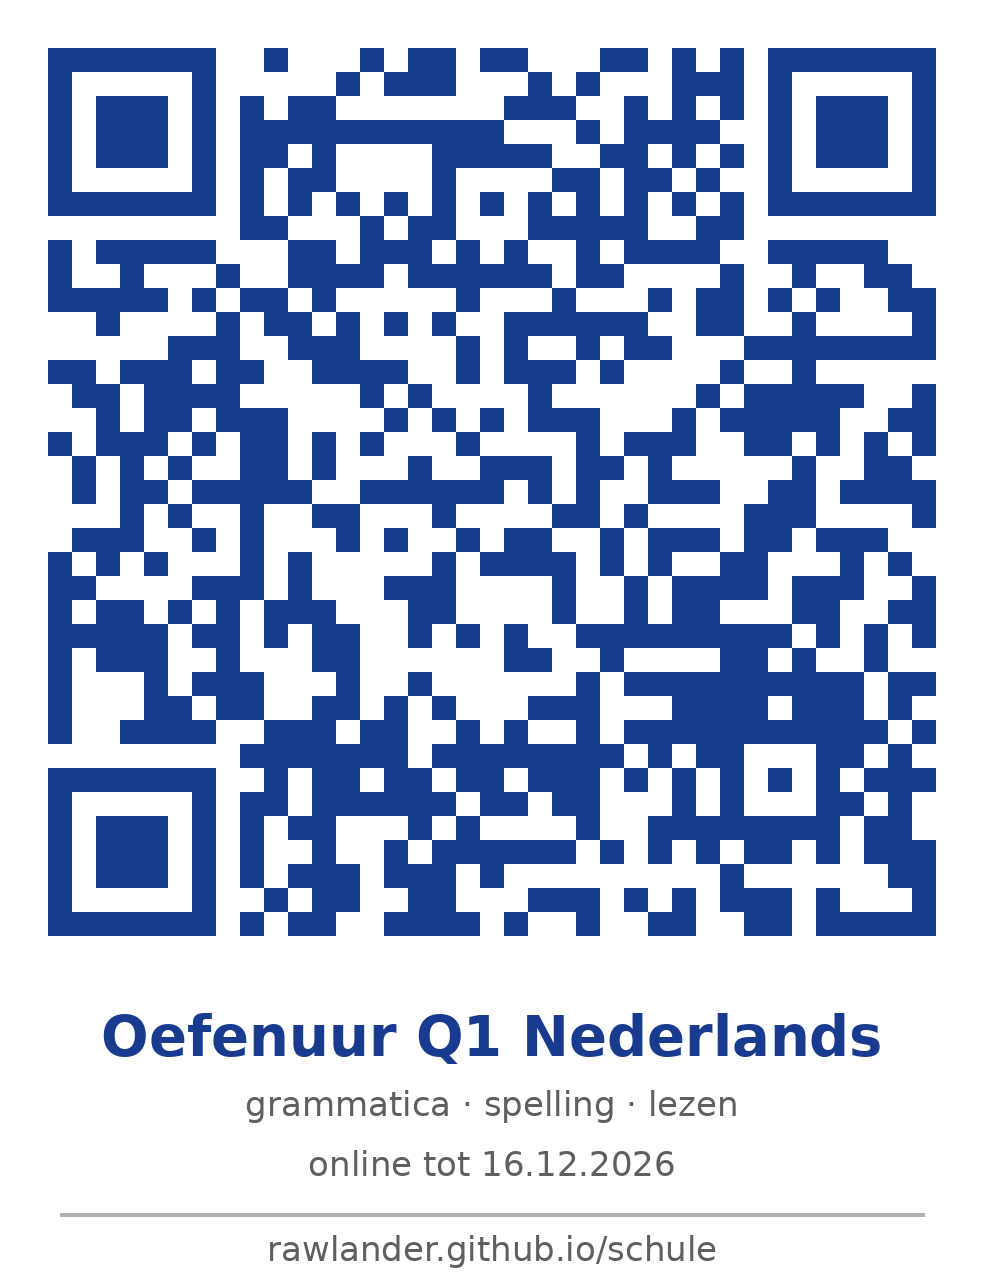 Oefenuur Q1 Nederlands
grammatica · spelling · lezen
online tot 16.12.2026
rawlander.github.io/schule